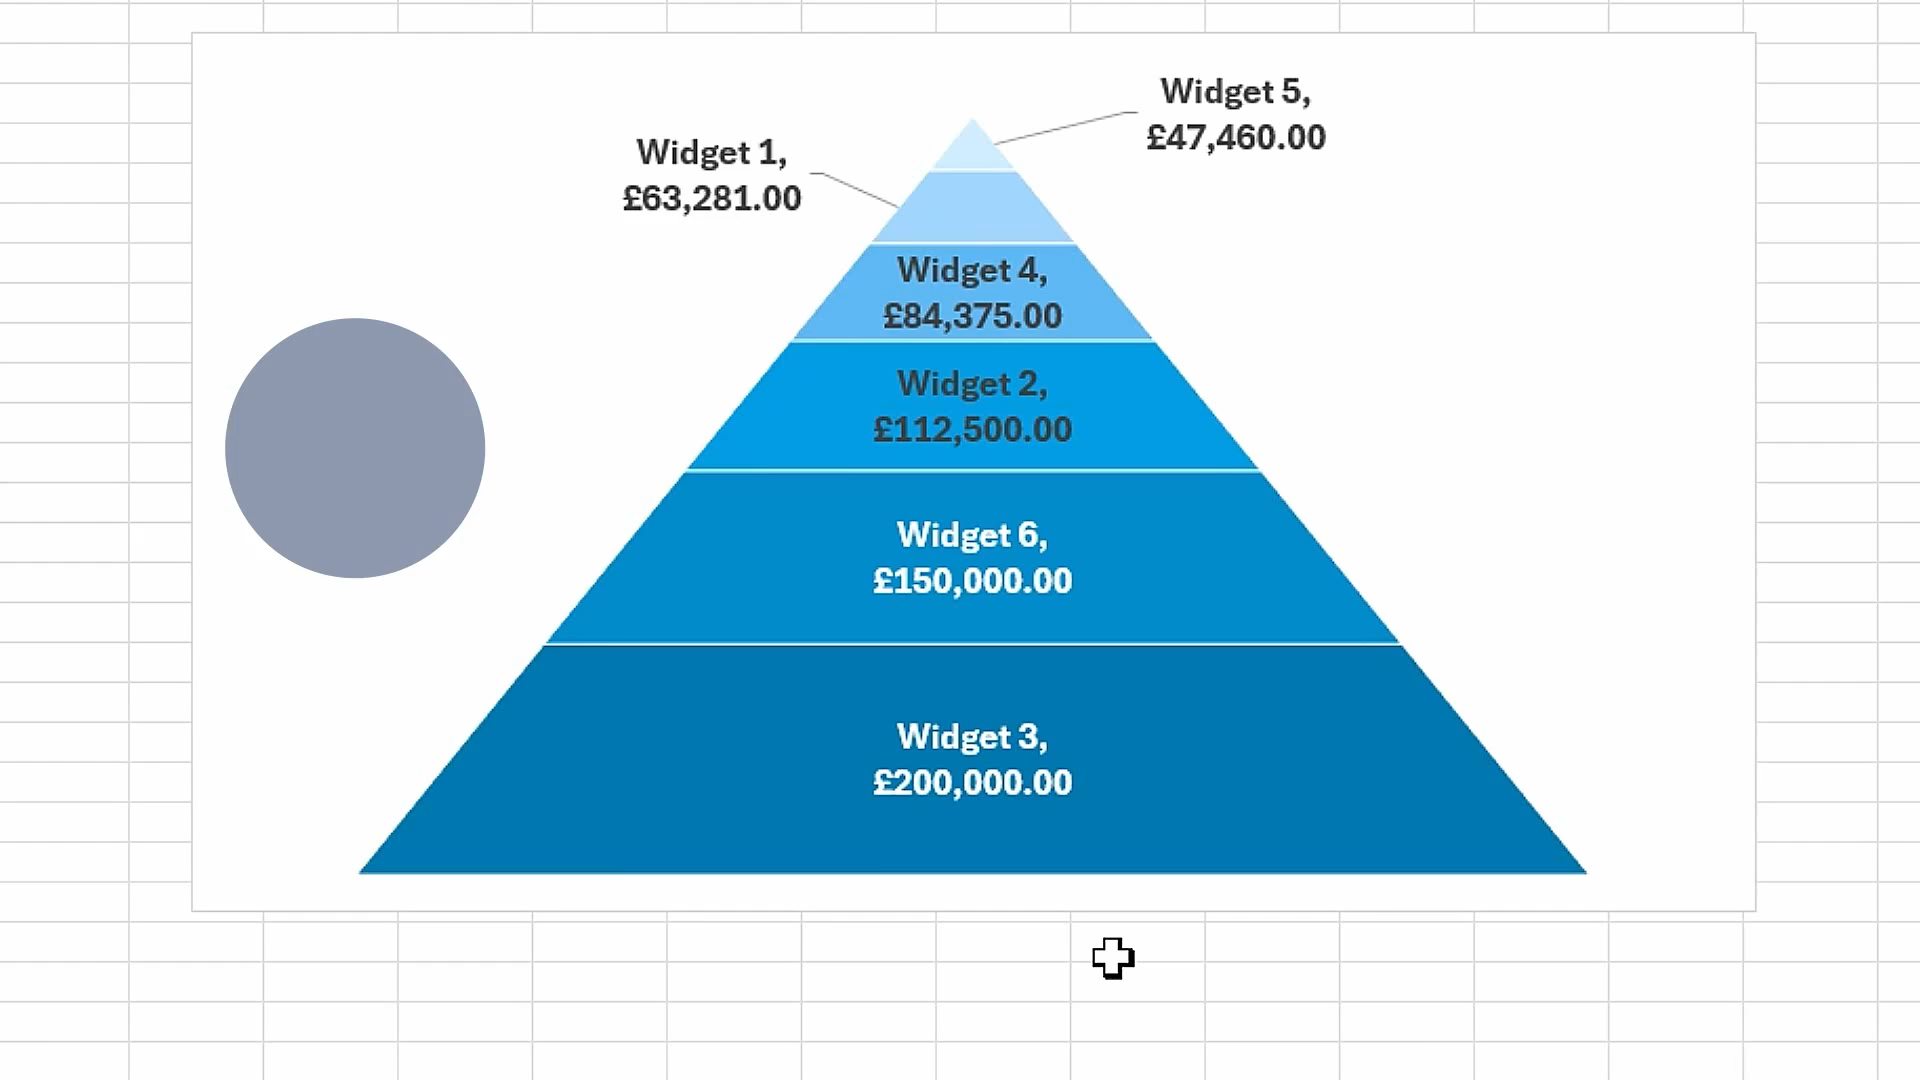 Widget 5,
£47,460.00
Widget 1,
£63,281.00
Widget 4,
£84,375.00
Widget 2,
£112,500.00
Widget 6,
£150,000.00
Widget 3,
£200,000.00